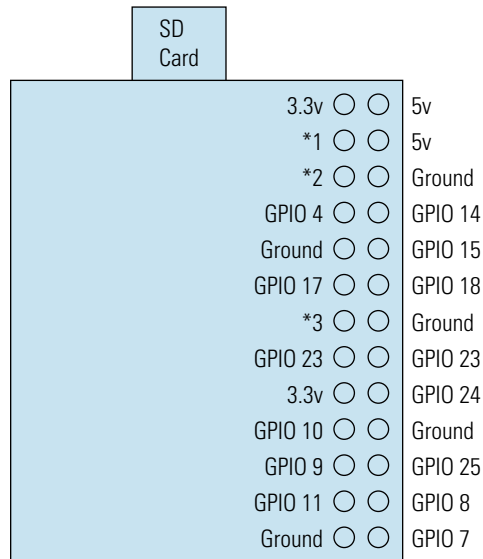 SD
Card
3.3v 5v
*1 5v
*2 Ground
GPIO 4 GPIO 14
Ground GPIO 15
GPIO 17 GPIO 18
*3 Ground
GPIO 23 GPIO 23
3.3v GPIO 24
GPIO 10 Ground
GPIO 9 GPIO 25
GPIO 11 GPIO 8
Ground GPIO 7